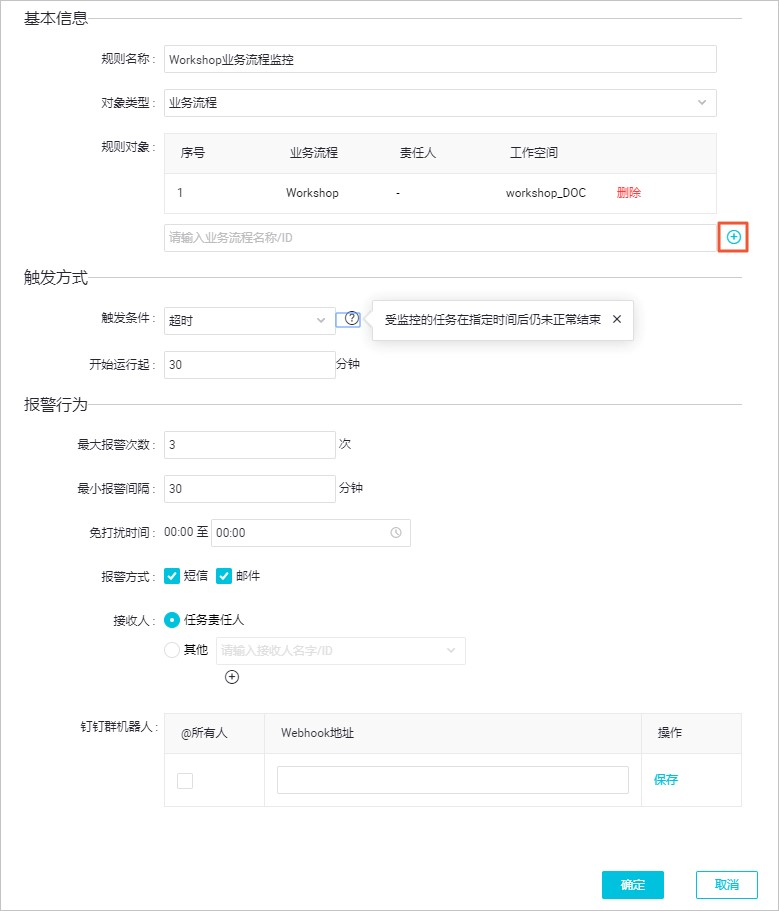 基本信息
规则名称 : Workshop业务流程监控
对象类型 : 业务流程
规则对象 : 序号 业务流程 责任人 工作空间
1 Workshop - workshop_DOC 删除
请输入业务流程名称/ID
触发方式
触发条件 : 超时 ? 受监控的任务在指定时间后仍未正常结束 ×
开始运行起 : 30 分钟
报警行为
最大报警次数 : 3 次
最小报警间隔 : 30 分钟
免打扰时间 : 00:00 至 00:00
报警方式 : 短信 邮件
接收人 : 任务责任人
其他 请输入接收人名字/ID
钉钉群机器人 : @所有人 Webhook地址 操作
保存
确定 取消